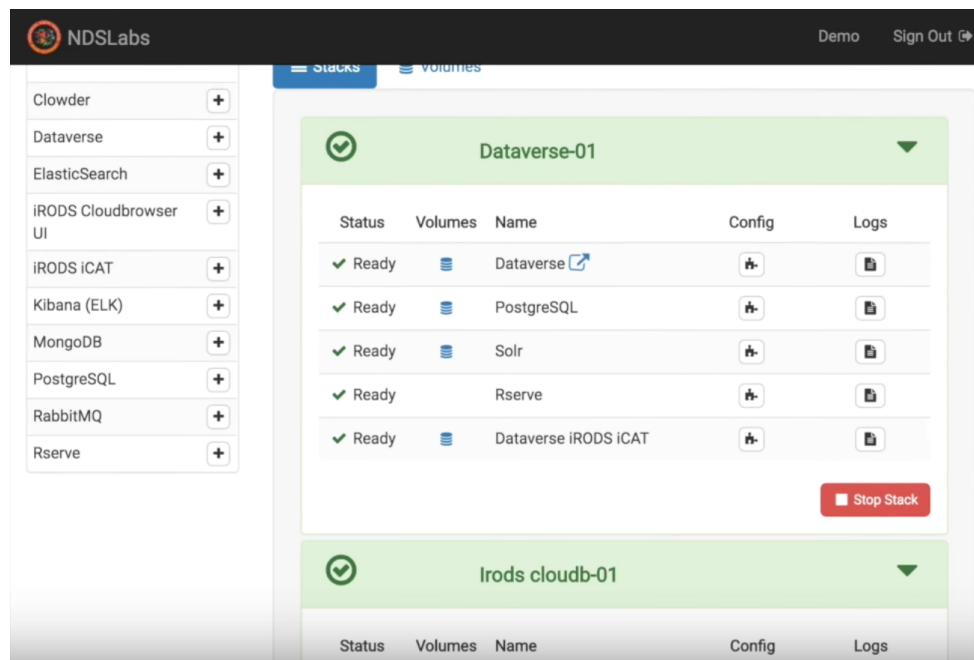 NDSLabs
Demo Sign Out
Stacks Volumes
Clowder
Dataverse
ElasticSearch
iRODS Cloudbrowser
UI
iRODS iCAT
Kibana (ELK)
MongoDB
PostgreSQL
RabbitMQ
Rserve
Dataverse-01
Status Volumes Name Config Logs
Ready Dataverse
Ready PostgreSQL
Ready Solr
Ready Rserve
Ready Dataverse iRODS iCAT
Stop Stack
Irods cloudb-01
Status Volumes Name Config Logs